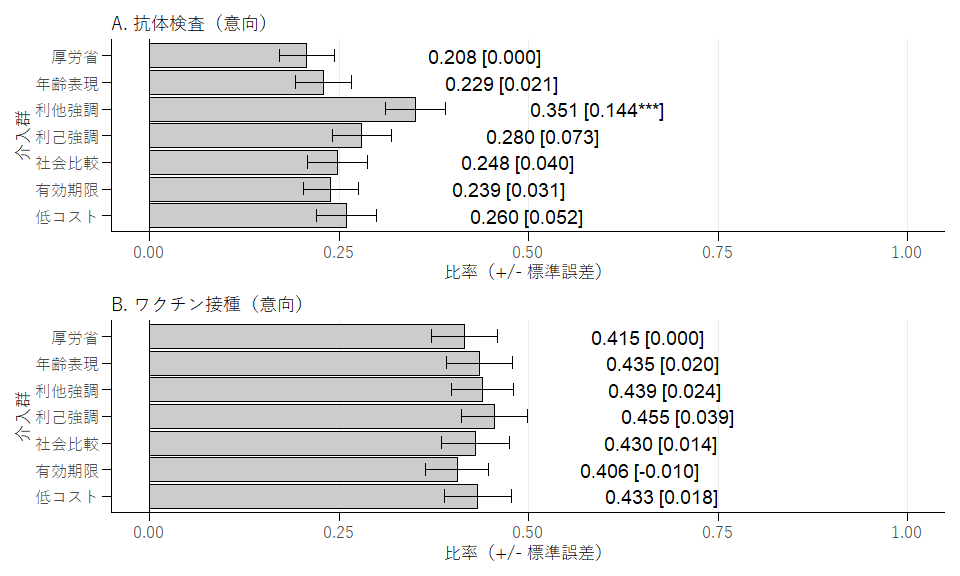 A. 抗体検査（意向）
介入群
厚労省 0.208 [0.000]
年齢表現 0.229 [0.021]
利他強調 0.351 [0.144***]
利己強調 0.280 [0.073]
社会比較 0.248 [0.040]
有効期限 0.239 [0.031]
低コスト 0.260 [0.052]
0.00 0.25 0.50 0.75 1.00
比率（+/- 標準誤差）
B. ワクチン接種（意向）
介入群
厚労省 0.415 [0.000]
年齢表現 0.435 [0.020]
利他強調 0.439 [0.024]
利己強調 0.455 [0.039]
社会比較 0.430 [0.014]
有効期限 0.406 [-0.010]
低コスト 0.433 [0.018]
0.00 0.25 0.50 0.75 1.00
比率（+/- 標準誤差）